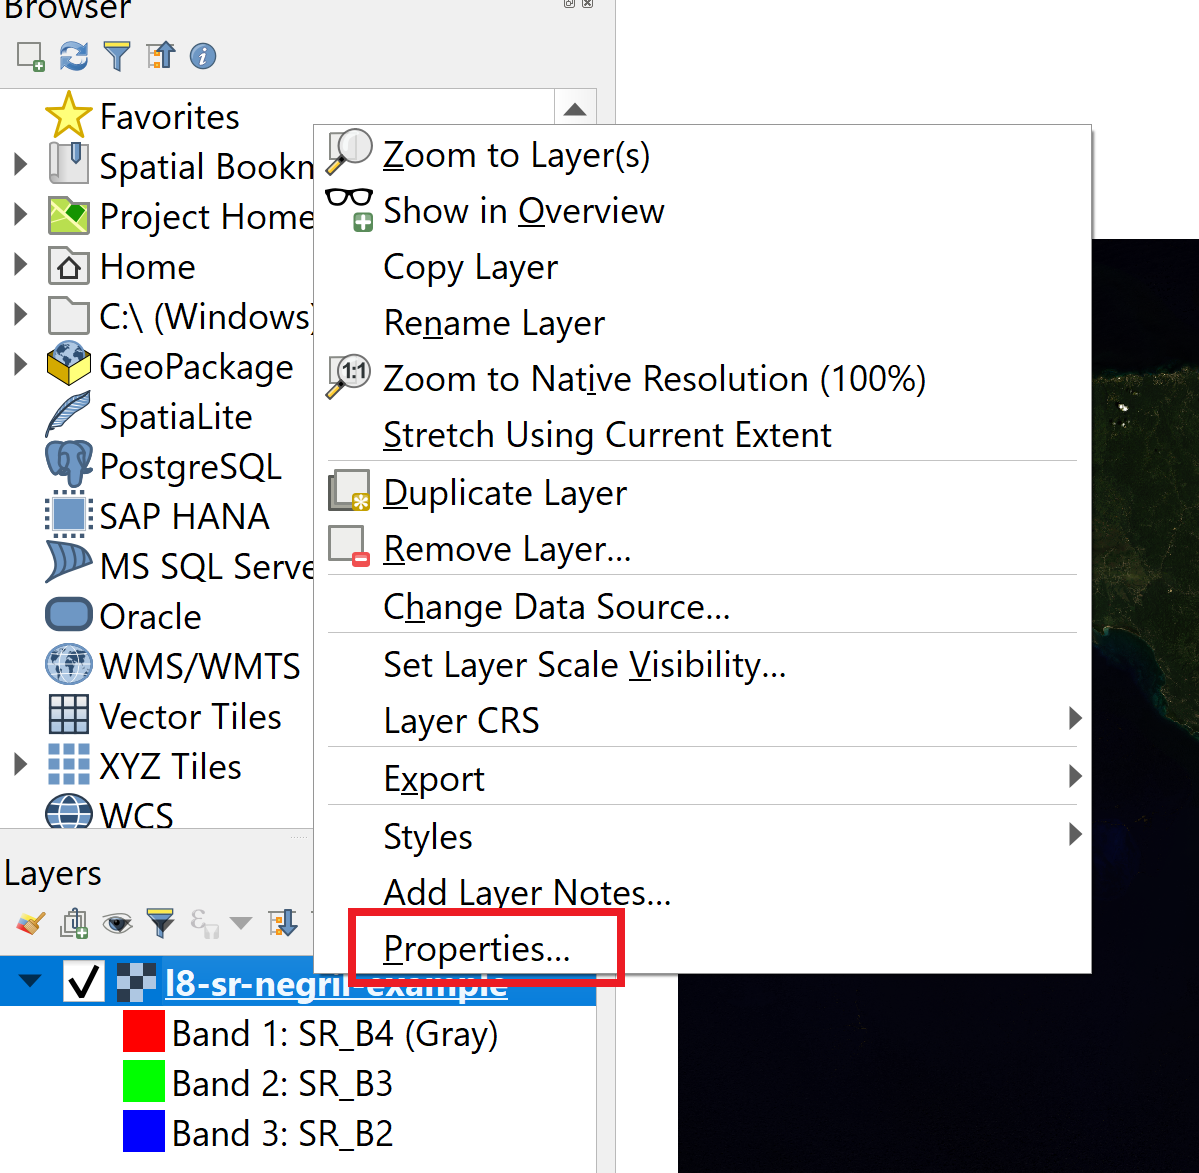 Browser
Favorites
Spatial Bookm
Project Home
Home
C:\ (Windows)
GeoPackage
SpatiaLite
PostgreSQL
SAP HANA
MS SQL Serve
Oracle
WMS/WMTS
Vector Tiles
XYZ Tiles
WCS
Zoom to Layer(s)
Show in Overview
Copy Layer
Rename Layer
1:1
Zoom to Native Resolution (100%)
Stretch Using Current Extent
Duplicate Layer
Remove Layer...
Change Data Source...
Set Layer Scale Visibility...
Layer CRS
Export
Styles
Add Layer Notes...
Properties...
Layers
l8-sr-negril-example
Band 1: SR_B4 (Gray)
Band 2: SR_B3
Band 3: SR_B2